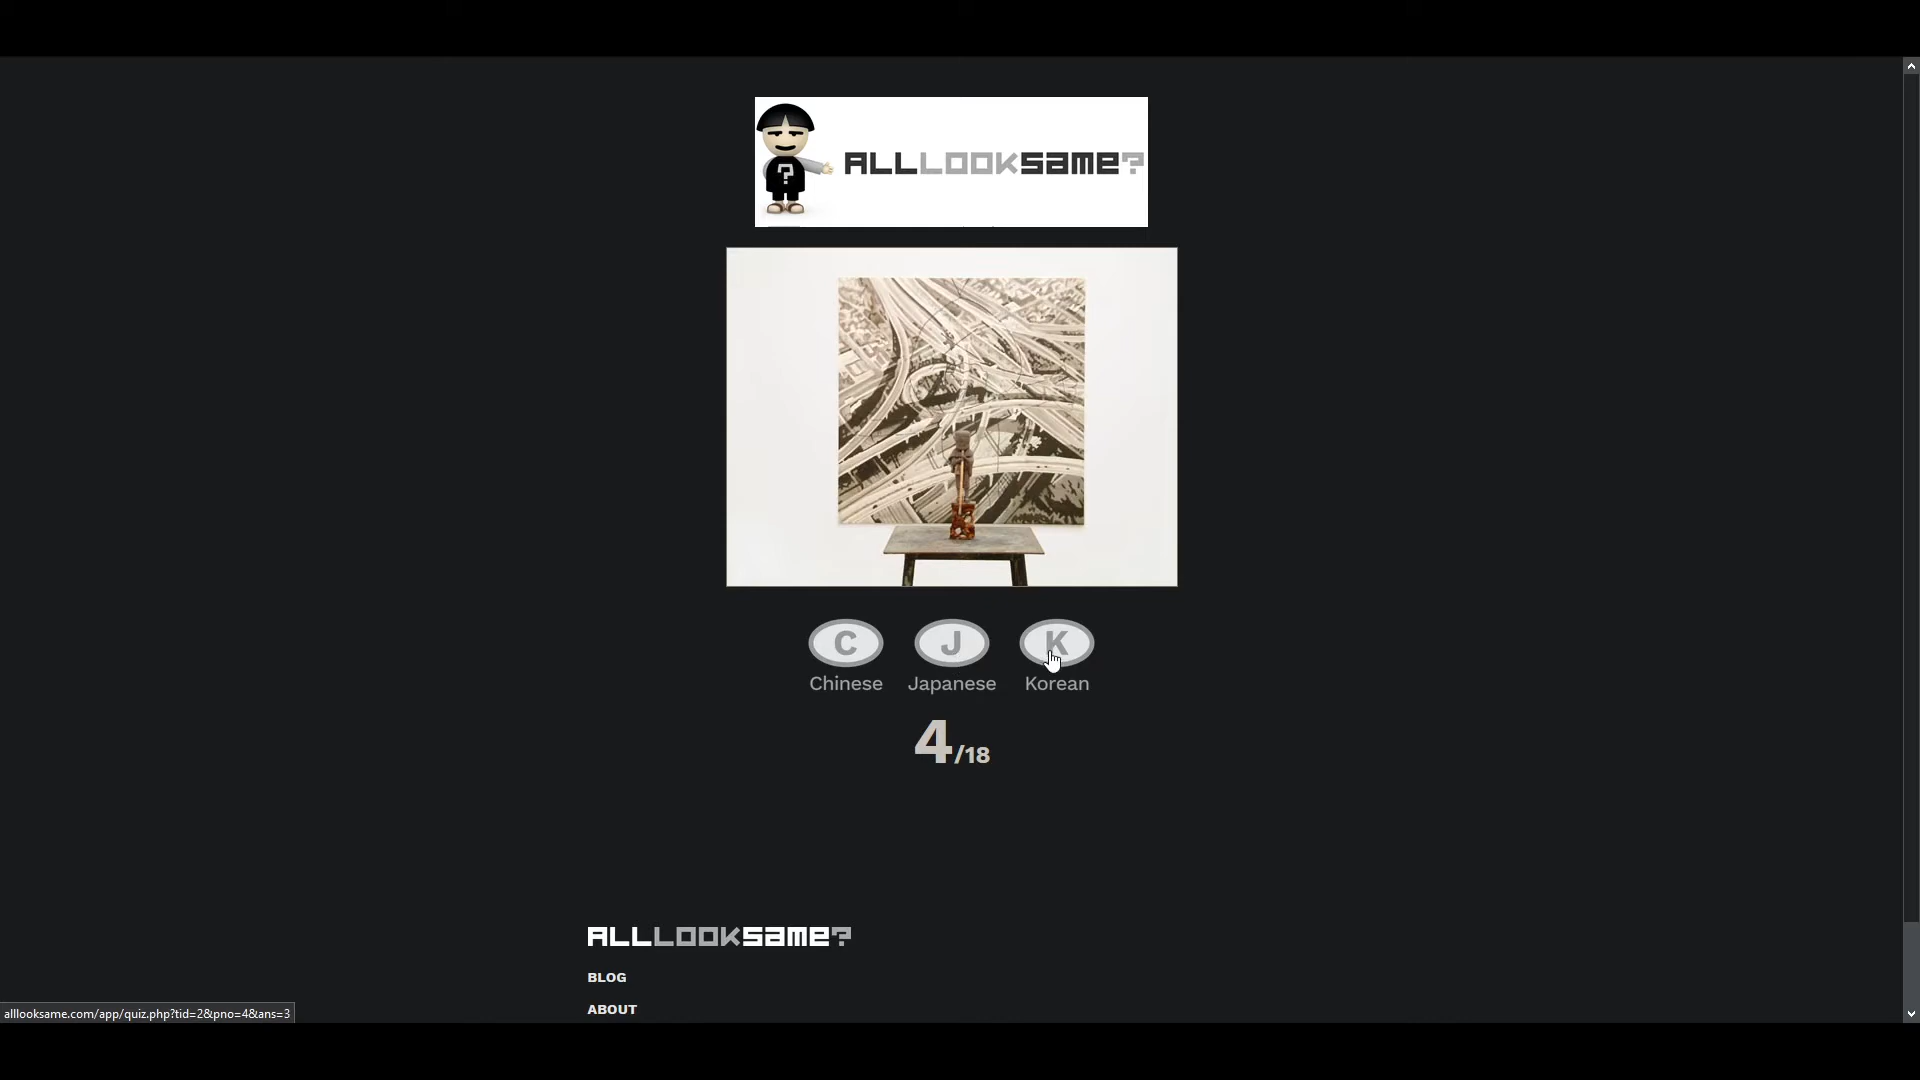 ?
ALLLOOKSAME?
C
J
K
Chinese
Japanese
Korean
4/18
ALLLOOKSAME?
BLOG
ABOUT
alllooksame.com/app/quiz.php?tid=2&pno=4&ans=3